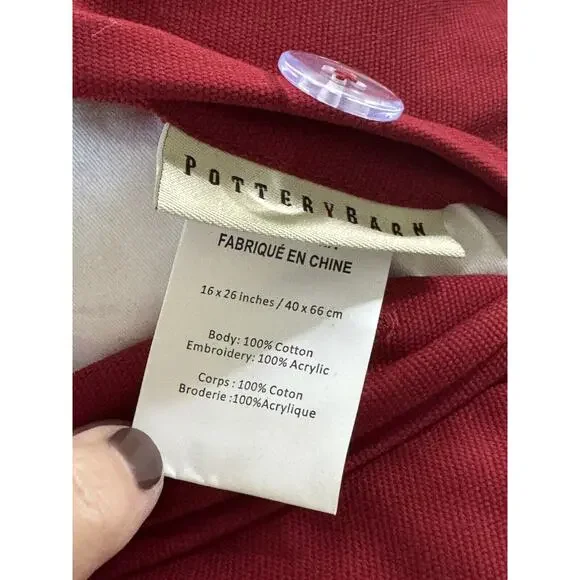 POTTERYBARN
FABRIQUÉ EN CHINE
16 x 26 inches / 40 x 66 cm
Body: 100% Cotton
Embroidery: 100% Acrylic
Corps : 100% Coton
Broderie :100%Acrylique